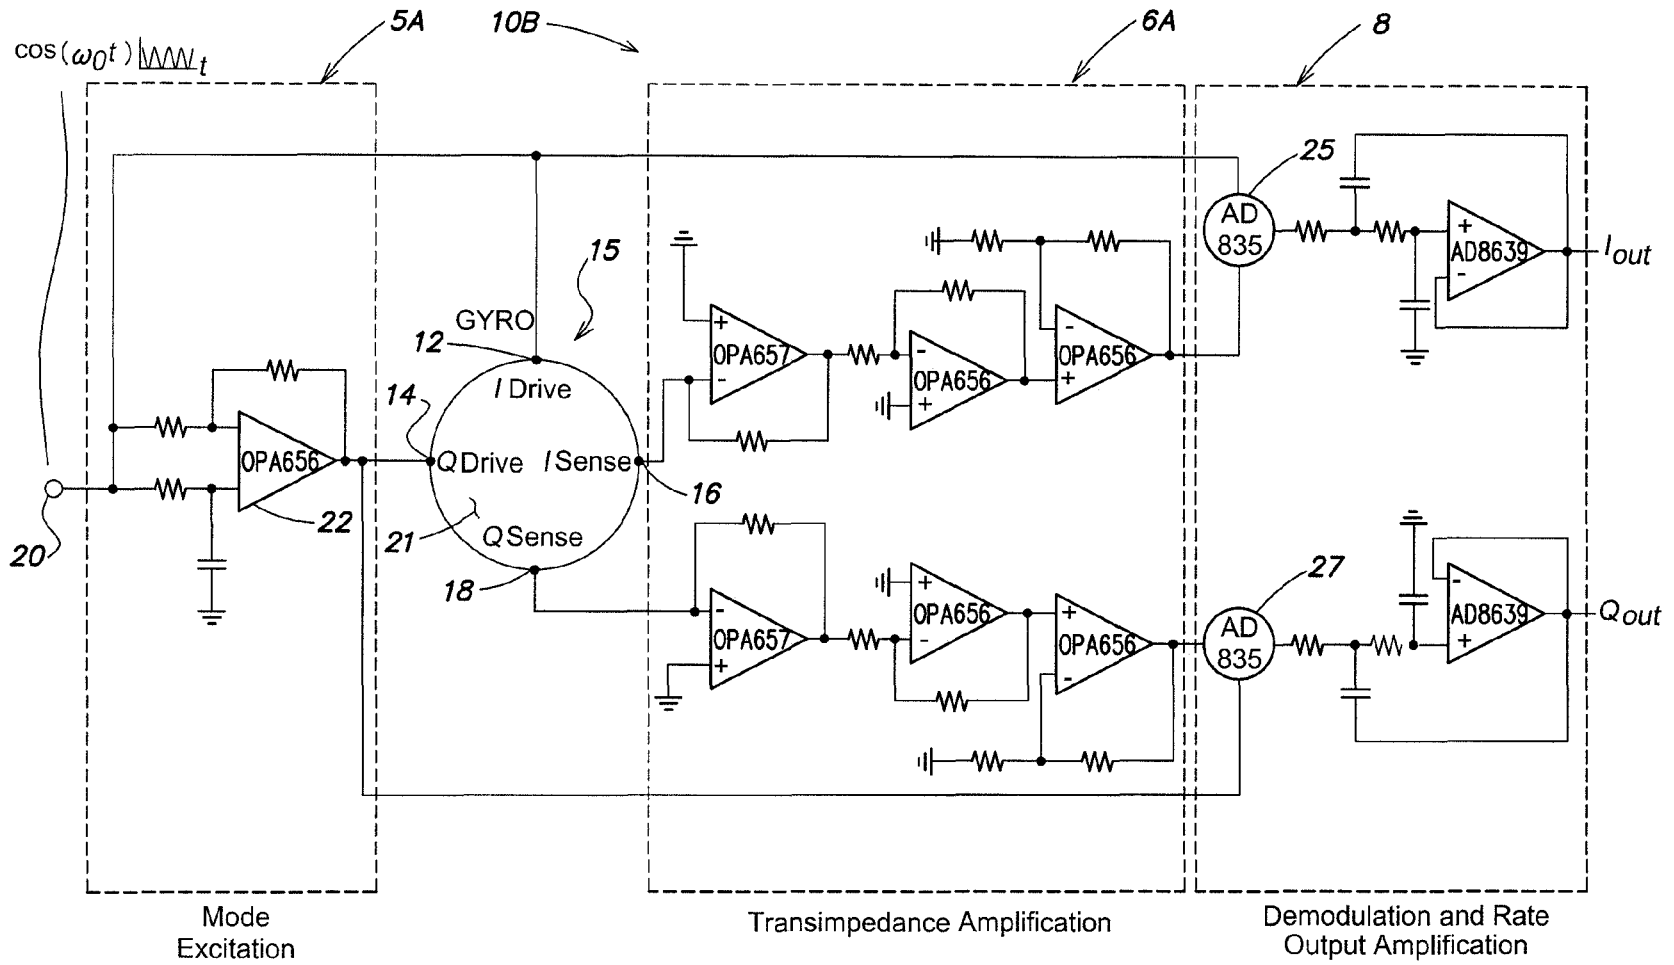 5A
10B
6A
8
cos(ω0t)
t
25
AD
835
+
AD8639
-
Iout
15
GYRO
12
I Drive
+
OPA657
-
-
OPA656
+
-
OPA656
+
14
Q Drive
I Sense
OPA656
16
22
21
Q Sense
20
18
-
OPA657
+
+
OPA656
-
+
OPA656
-
27
AD
835
-
AD8639
+
Qout
Mode
Excitation
Transimpedance Amplification
Demodulation and Rate
Output Amplification